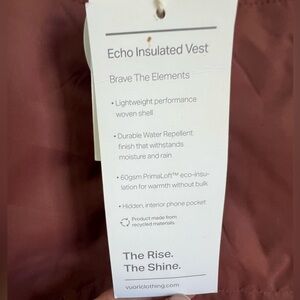 Echo Insulated Vest
Brave The Elements
• Lightweight performance
woven shell
• Durable Water Repellent
finish that withstands
moisture and rain
• 60gsm PrimaLoft™ eco-insu-
lation for warmth without bulk
• Hidden, interior phone pocket
Product made from
recycled materials.
The Rise.
The Shine.
vuoriclothing.com